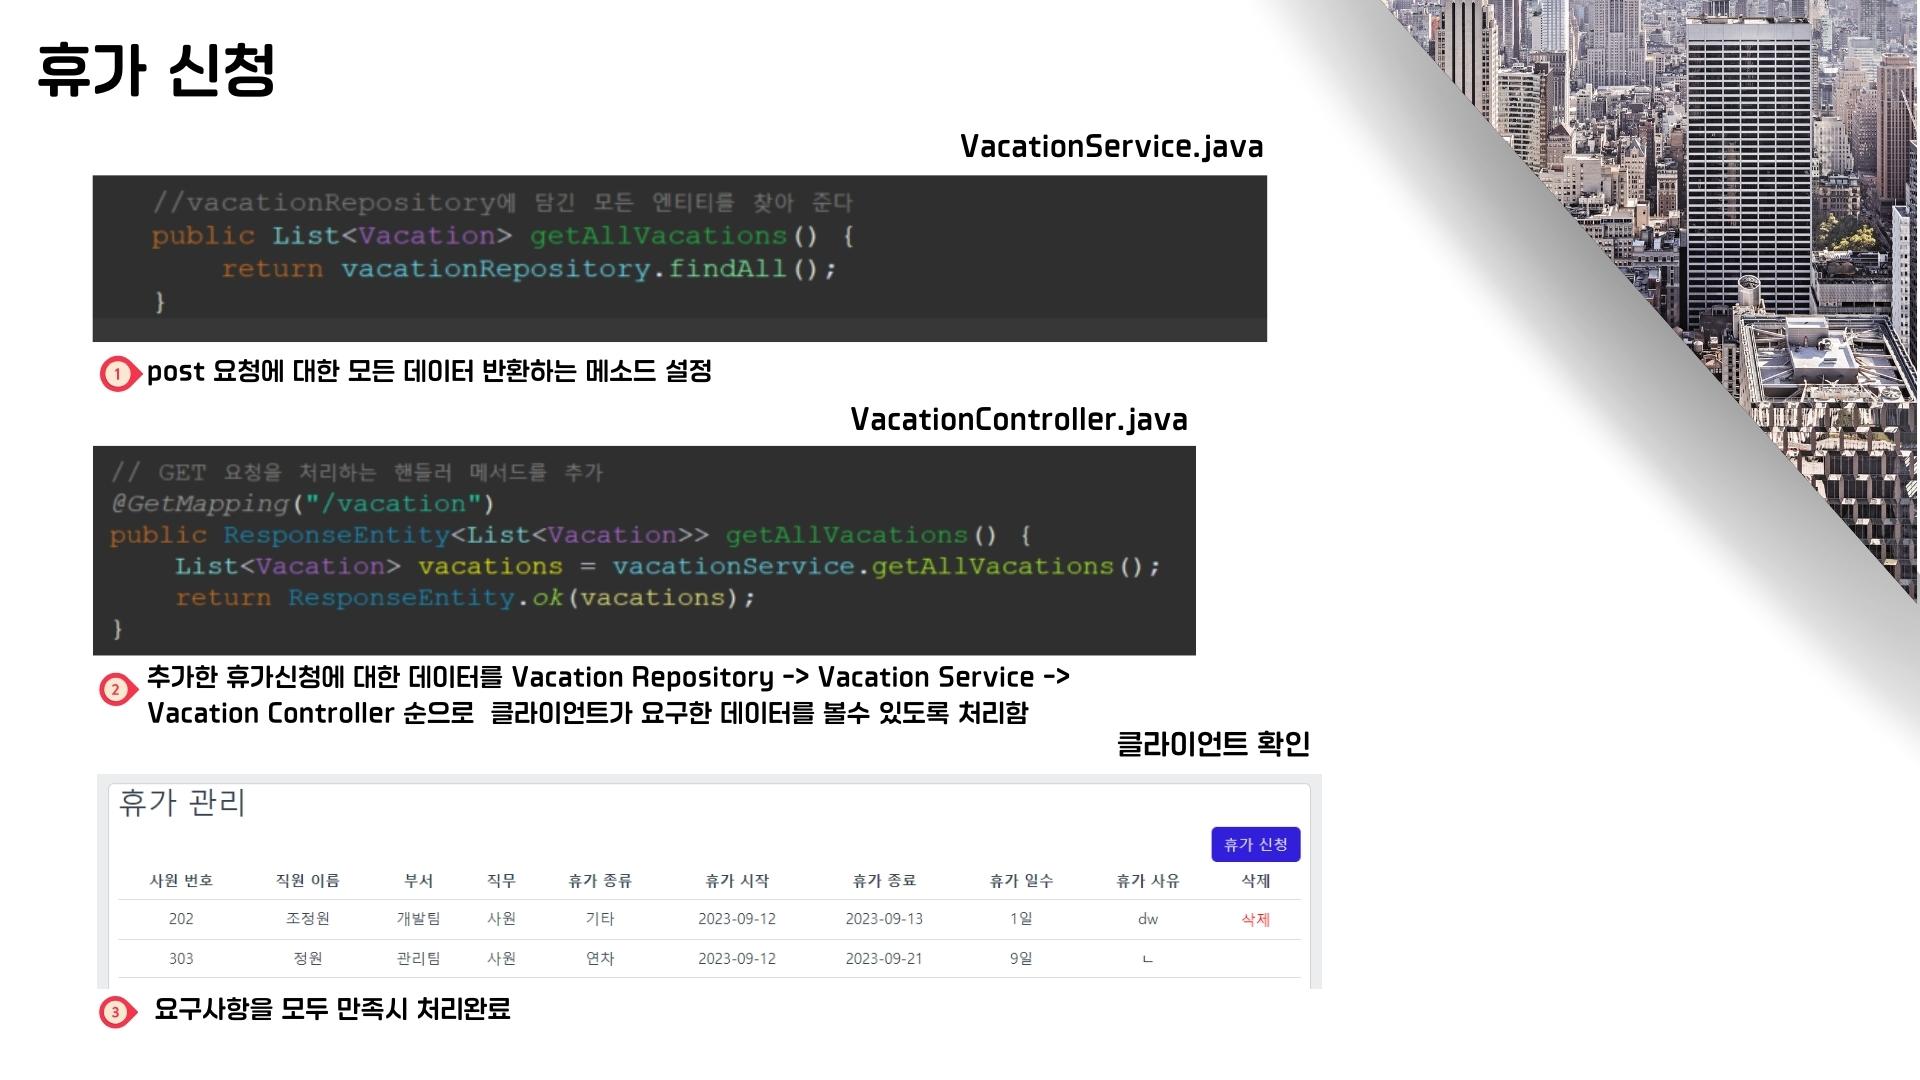 휴가 신청
VacationService.java
//vacationRepository에 담긴 모든 엔티티를 찾아 준다
public List<Vacation> getAllVacations() {
return vacationRepository.findAll();
}
1 post 요청에 대한 모든 데이터 반환하는 메소드 설정
VacationController.java
// GET 요청을 처리하는 핸들러 메서드를 추가
@GetMapping("/vacation")
public ResponseEntity<List<Vacation>> getAllVacations() {
List<Vacation> vacations = vacationService.getAllVacations();
return ResponseEntity.ok(vacations);
}
2 추가한 휴가신청에 대한 데이터를 Vacation Repository -> Vacation Service ->
Vacation Controller 순으로 클라이언트가 요구한 데이터를 볼수 있도록 처리함
클라이언트 확인
휴가 관리
휴가 신청
사원 번호 직원 이름 부서 직무 휴가 종류 휴가 시작 휴가 종료 휴가 일수 휴가 사유 삭제
202 조정원 개발팀 사원 기타 2023-09-12 2023-09-13 1일 dw 삭제
303 정원 관리팀 사원 연차 2023-09-12 2023-09-21 9일 ㄴ
3 요구사항을 모두 만족시 처리완료